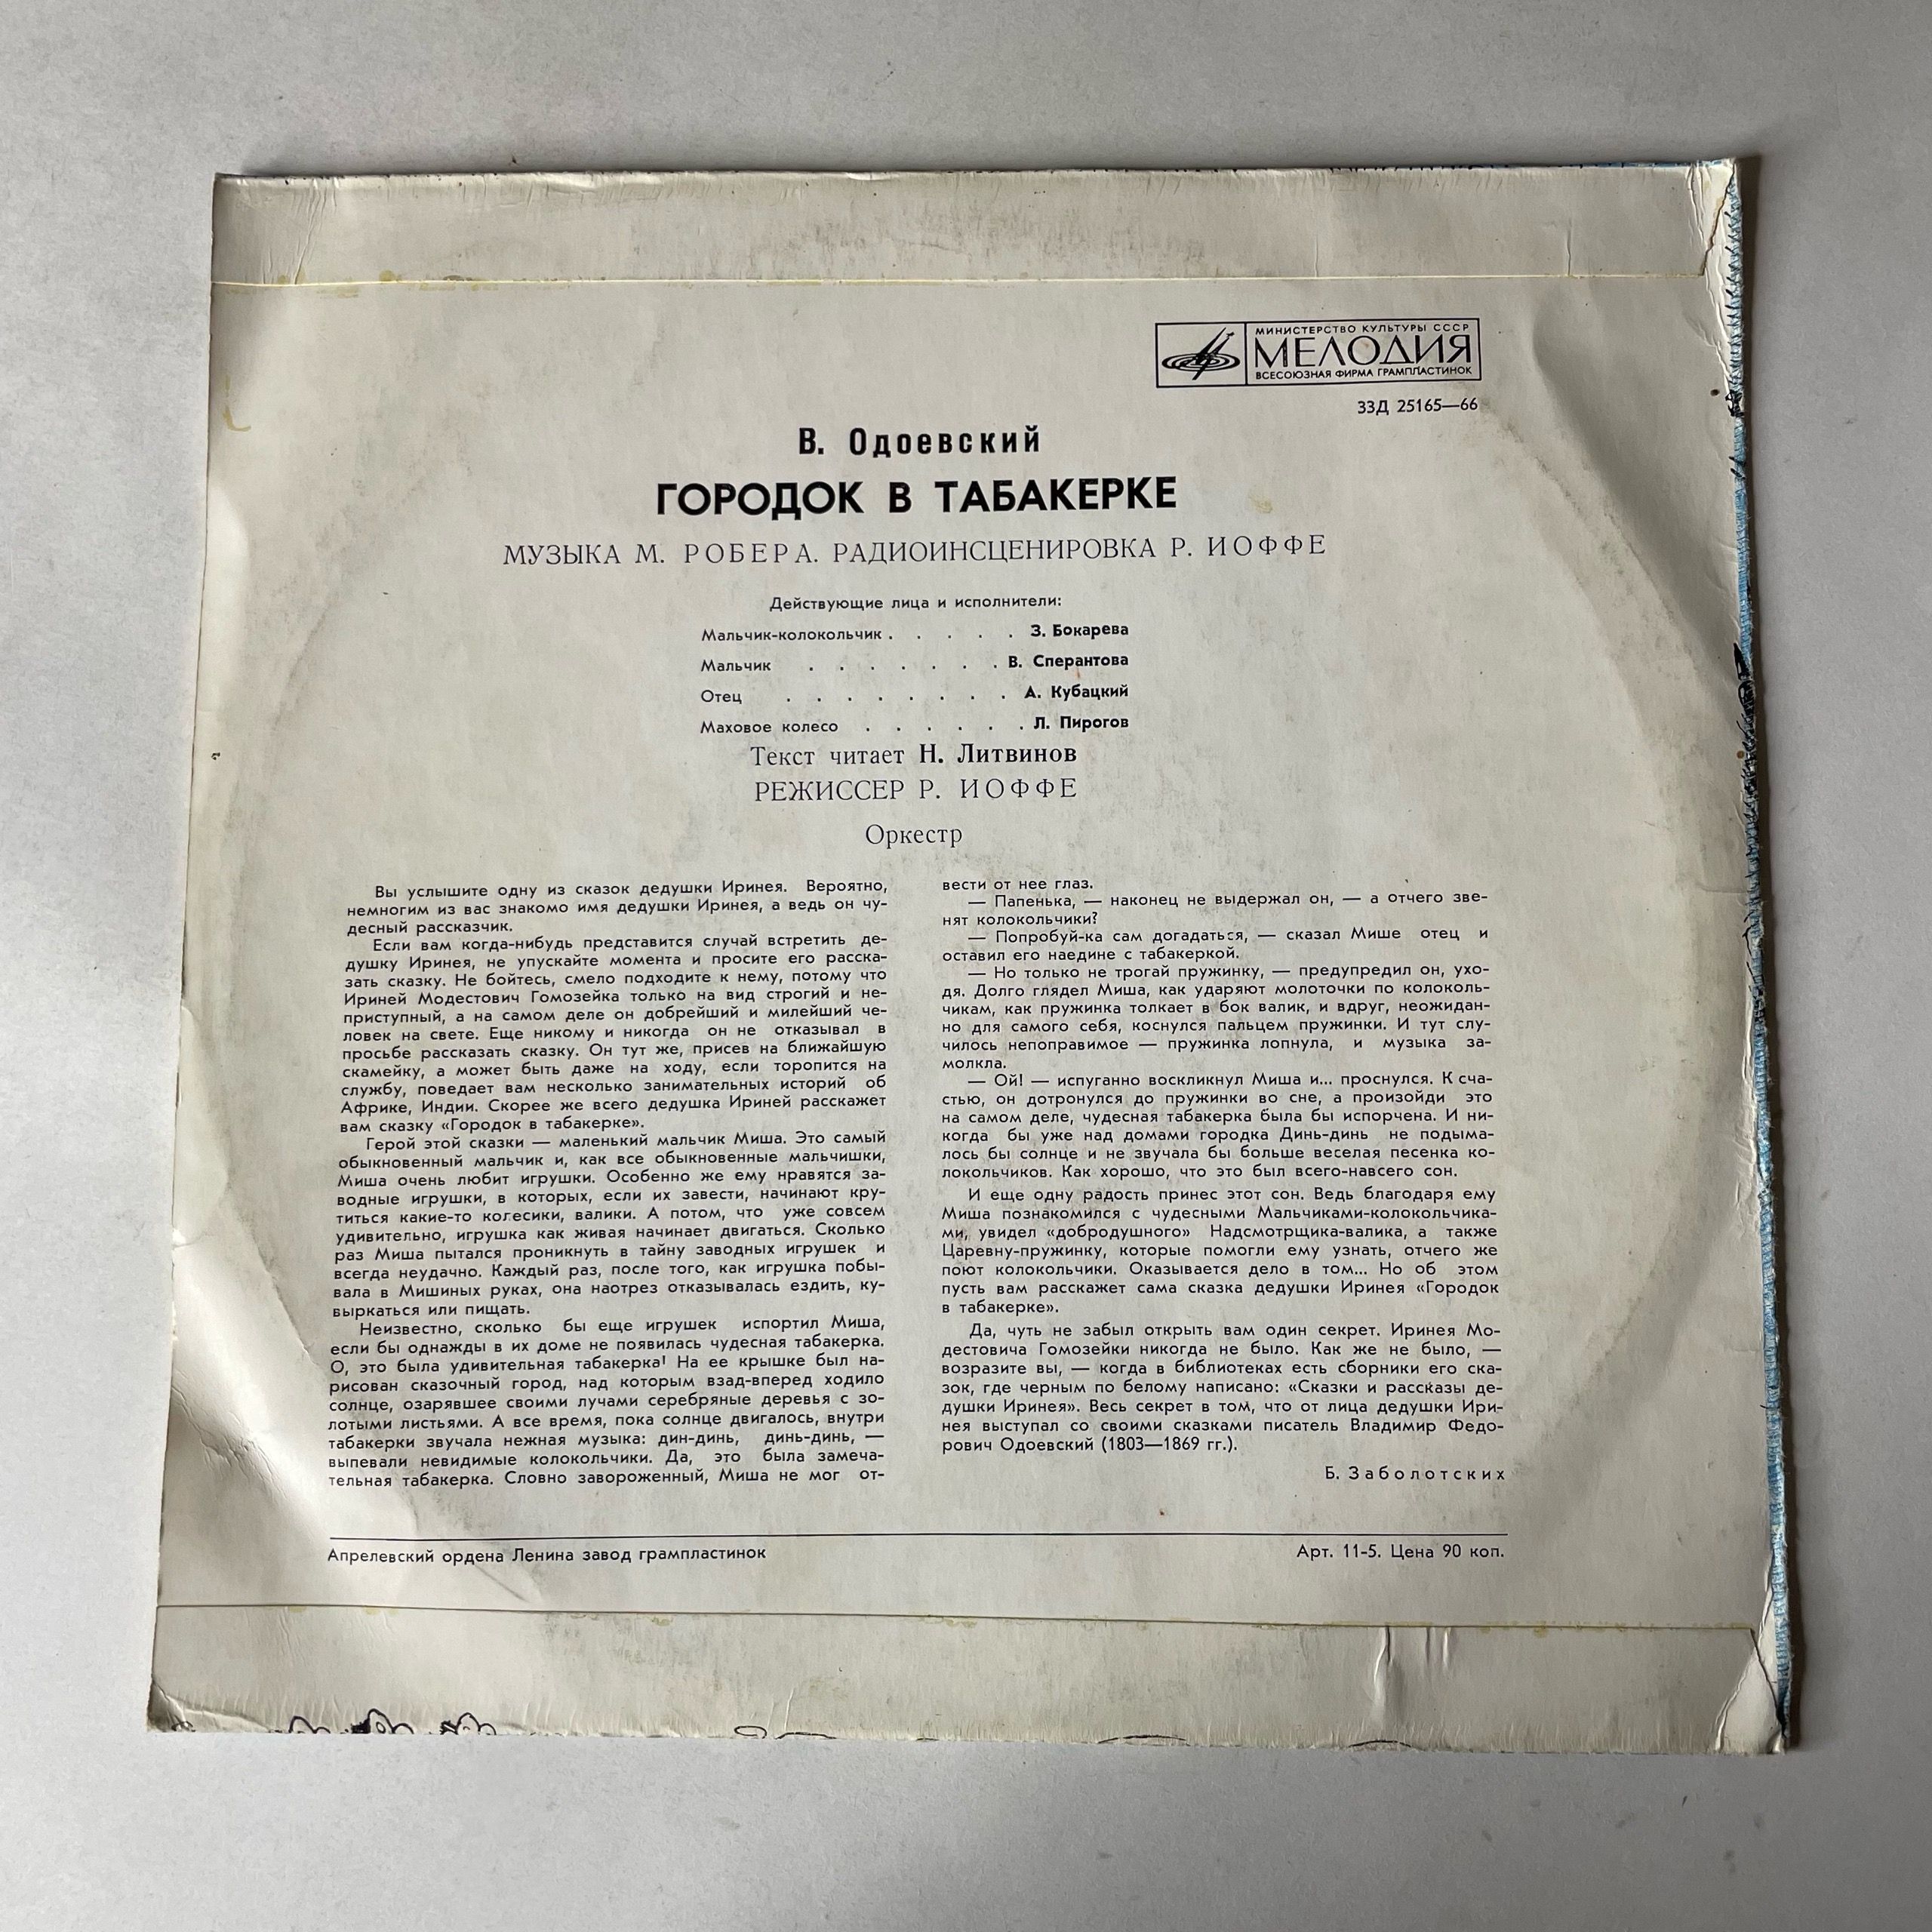 МИНИСТЕРСТВО КУЛЬТУРЫ СССР
МЕЛОДИЯ
ВСЕСОЮЗНАЯ ФИРМА ГРАМПЛАСТИНОК
33Д 25165—66
В. Одоевский
ГОРОДОК В ТАБАКЕРКЕ
МУЗЫКА М. РОБЕРА. РАДИОИНСЦЕНИРОВКА Р. ИОФФЕ
Действующие лица и исполнители:
Мальчик-колокольчик . . . . . З. Бокарева
Мальчик . . . . . . . В. Сперантова
Отец . . . . . . . . А. Кубацкий
Маховое колесо . . . . . . Л. Пирогов
Текст читает Н. Литвинов
РЕЖИССЕР Р. ИОФФЕ
Оркестр
Вы услышите одну из сказок дедушки Иринея. Вероятно,
немногим из вас знакомо имя дедушки Иринея, а ведь он чу-
десный рассказчик.
Если вам когда-нибудь представится случай встретить де-
душку Иринея, не упускайте момента и просите его расска-
зать сказку. Не бойтесь, смело подходите к нему, потому что
Ириней Модестович Гомозейка только на вид строгий и не-
приступный, а на самом деле он добрейший и милейший че-
ловек на свете. Еще никому и никогда он не отказывал в
просьбе рассказать сказку. Он тут же, присев на ближайшую
скамейку, а может быть даже на ходу, если торопится на
службу, поведает вам несколько занимательных историй об
Африке, Индии. Скорее же всего дедушка Ириней расскажет
вам сказку «Городок в табакерке».
Герой этой сказки — маленький мальчик Миша. Это самый
обыкновенный мальчик и, как все обыкновенные мальчишки,
Миша очень любит игрушки. Особенно же ему нравятся за-
водные игрушки, в которых, если их завести, начинают кру-
титься какие-то колесики, валики. А потом, что уже совсем
удивительно, игрушка как живая начинает двигаться. Сколько
раз Миша пытался проникнуть в тайну заводных игрушек и
всегда неудачно. Каждый раз, после того, как игрушка побы-
вала в Мишиных руках, она наотрез отказывалась ездить, ку-
выркаться или пищать.
Неизвестно, сколько бы еще игрушек испортил Миша,
если бы однажды в их доме не появилась чудесная табакерка.
О, это была удивительная табакерка! На ее крышке был на-
рисован сказочный город, над которым взад-вперед ходило
солнце, озарявшее своими лучами серебряные деревья с зо-
лотыми листьями. А все время, пока солнце двигалось, внутри
табакерки звучала нежная музыка: дин-динь, динь-динь, —
выпевали невидимые колокольчики. Да, это была замеча-
тельная табакерка. Словно завороженный, Миша не мог от-
вести от нее глаз.
— Папенька, — наконец не выдержал он, — а отчего зве-
нят колокольчики?
— Попробуй-ка сам догадаться, — сказал Мише отец и
оставил его наедине с табакеркой.
— Но только не трогай пружинку, — предупредил он, ухо-
дя. Долго глядел Миша, как ударяют молоточки по колоколь-
чикам, как пружинка толкает в бок валик, и вдруг, неожидан-
но для самого себя, коснулся пальцем пружинки. И тут слу-
чилось непоправимое — пружинка лопнула, и музыка за-
молкла.
— Ой! — испуганно воскликнул Миша и... проснулся. К сча-
стью, он дотронулся до пружинки во сне, а произойди это
на самом деле, чудесная табакерка была бы испорчена. И ни-
когда бы уже над домами городка Динь-динь не подыма-
лось бы солнце и не звучала бы больше веселая песенка ко-
локольчиков. Как хорошо, что это был всего-навсего сон.
И еще одну радость принес этот сон. Ведь благодаря ему
Миша познакомился с чудесными Мальчиками-колокольчика-
ми, увидел «добродушного» Надсмотрщика-валика, а также
Царевну-пружинку, которые помогли ему узнать, отчего же
поют колокольчики. Оказывается дело в том... Но об этом
пусть вам расскажет сама сказка дедушки Иринея «Городок
в табакерке».
Да, чуть не забыл открыть вам один секрет. Иринея Мо-
дестовича Гомозейки никогда не было. Как же не было, —
возразите вы, — когда в библиотеках есть сборники его ска-
зок, где черным по белому написано: «Сказки и рассказы де-
душки Иринея». Весь секрет в том, что от лица дедушки Ири-
нея выступал со своими сказками писатель Владимир Федо-
рович Одоевский (1803—1869 гг.).
Б. Заболотских
Апрелевский ордена Ленина завод грампластинок
Арт. 11-5. Цена 90 коп.